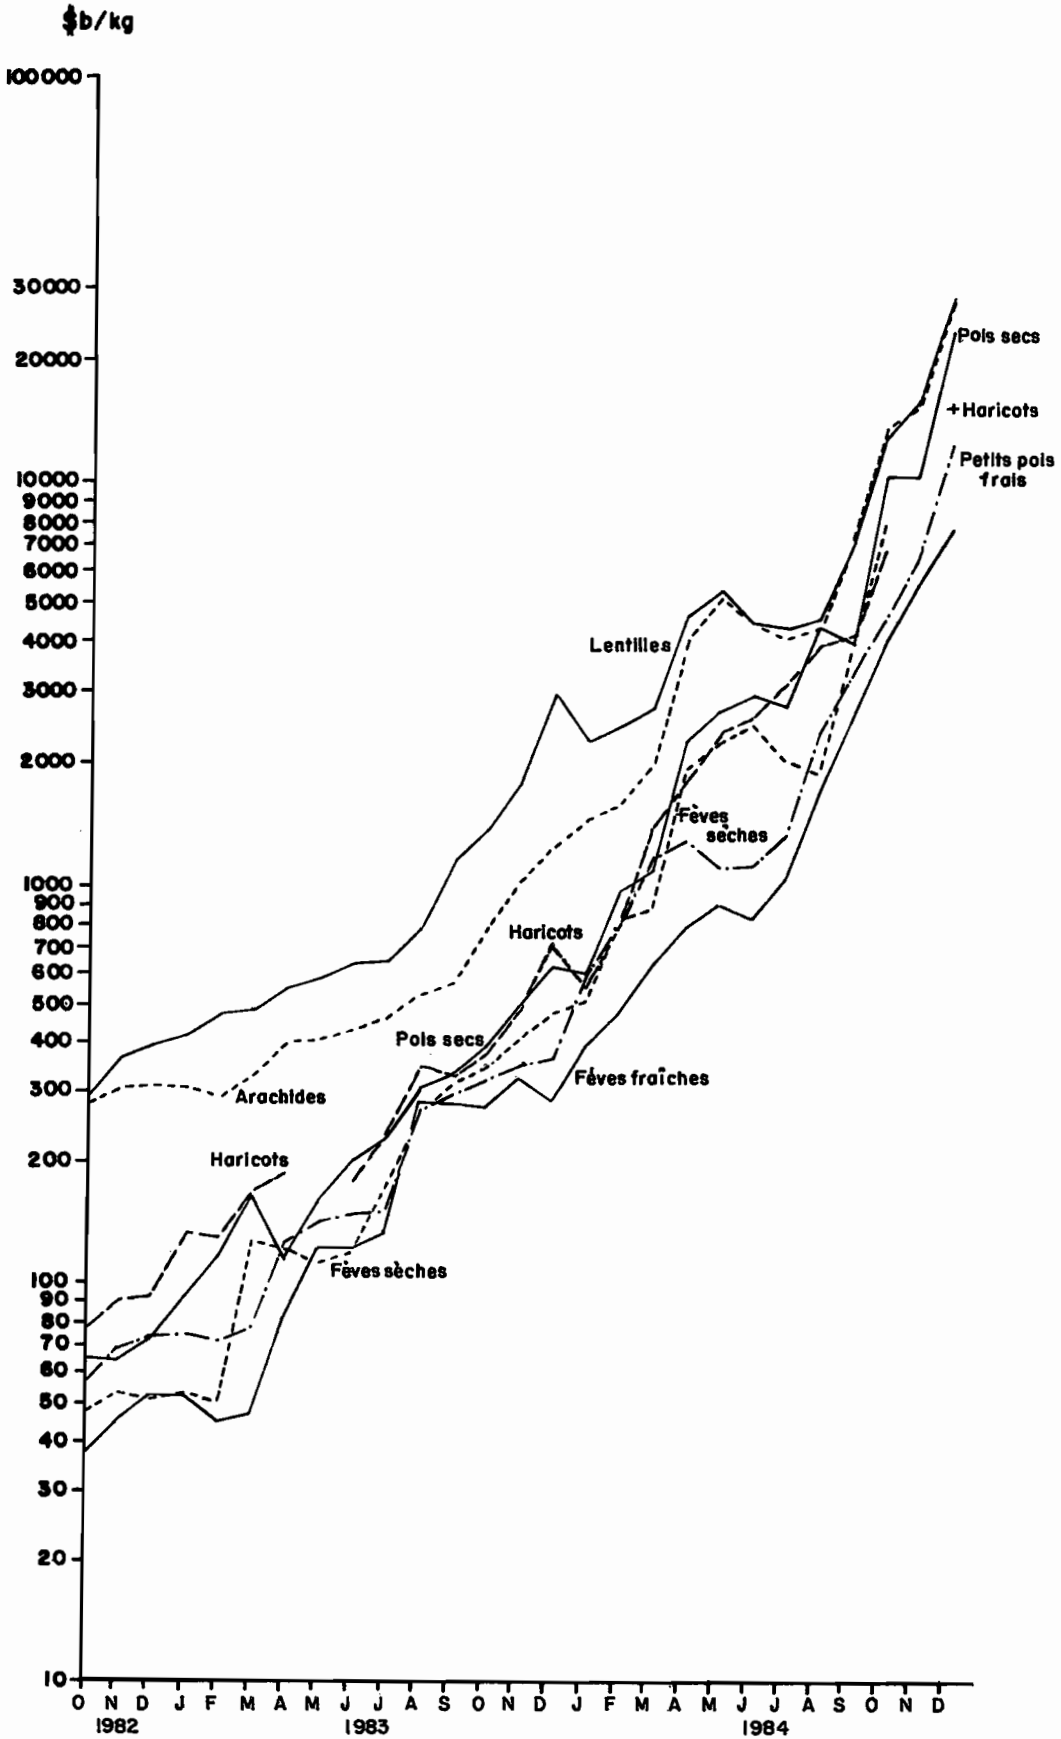 $b/kg
100000
30000
Pois secs
20000
+Haricots
Petits pois
frais
10000
9000
8000
7000
6000
5000
4000
Lentilles
3000
2000
Fèves
sèches
1000
900
800
Haricots
700
600
500
400
Pois secs
Fèves fraîches
300
Arachides
200
Haricots
Fèves sèches
100
90
80
70
60
50
40
30
20
10
O N D J F M A M J J A S O N D J F M A M J J A S O N D
1982 1983 1984